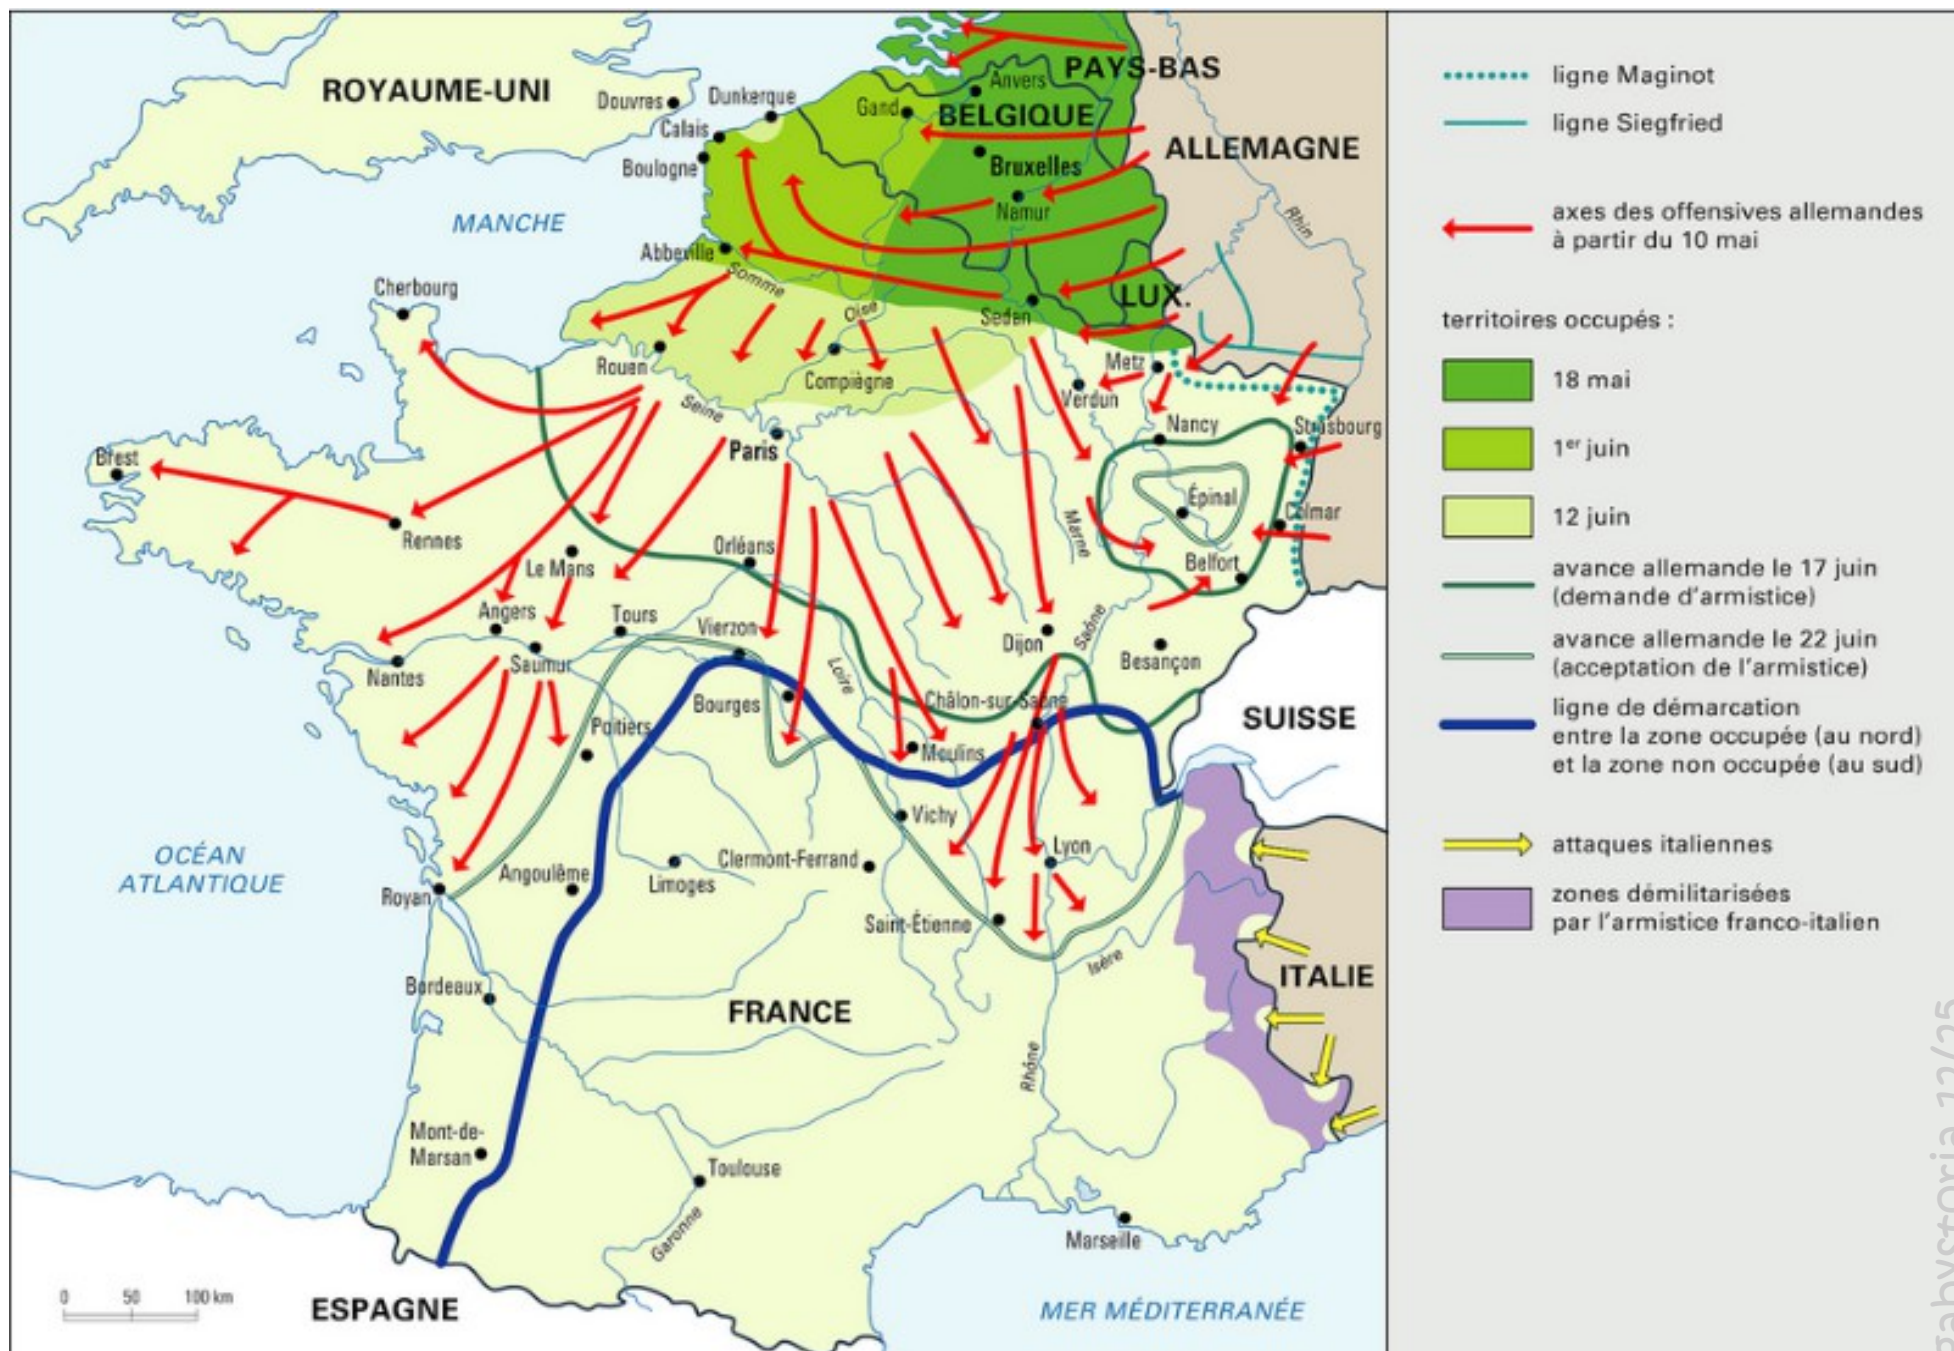 ROYAUME-UNI
Douvres
Dunkerque
Calais
Boulogne
Gand
Anvers
PAYS-BAS
BELGIQUE
Bruxelles
ALLEMAGNE
Namur
Rhin
MANCHE
Abbeville
Somme
Cherbourg
Oise
Sedan
LUX.
Rouen
Compiègne
Metz
Verdun
Seine
Nancy
Strasbourg
Paris
Brest
Épinal
Colmar
Marne
Rennes
Orléans
Le Mans
Belfort
Angers
Tours
Vierzon
Dijon
Saône
Besançon
Nantes
Saumur
Loire
Bourges
Châlon-sur-Saône
SUISSE
Poitiers
Moulins
Vichy
OCÉAN
ATLANTIQUE
Lyon
Clermont-Ferrand
Angoulême
Limoges
Royan
Saint-Étienne
Isère
ITALIE
Bordeaux
FRANCE
Rhône
Mont-de-
Marsan
Toulouse
Garonne
Marseille
0 50 100 km
ESPAGNE
MER MÉDITERRANÉE
ligne Maginot
ligne Siegfried
axes des offensives allemandes
à partir du 10 mai
territoires occupés :
18 mai
1er juin
12 juin
avance allemande le 17 juin
(demande d'armistice)
avance allemande le 22 juin
(acceptation de l'armistice)
ligne de démarcation
entre la zone occupée (au nord)
et la zone non occupée (au sud)
attaques italiennes
zones démilitarisées
par l'armistice franco-italien
gabystoria 12/25